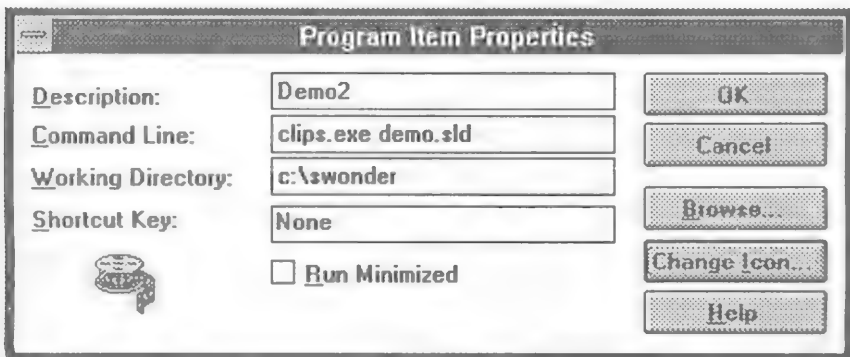 Program Item Properties
Description: Demo2
Command Line: clips.exe demo.sld
Working Directory: c:\swonder
Shortcut Key: None
Run Minimized
OK
Cancel
Browse...
Change Icon...
Help